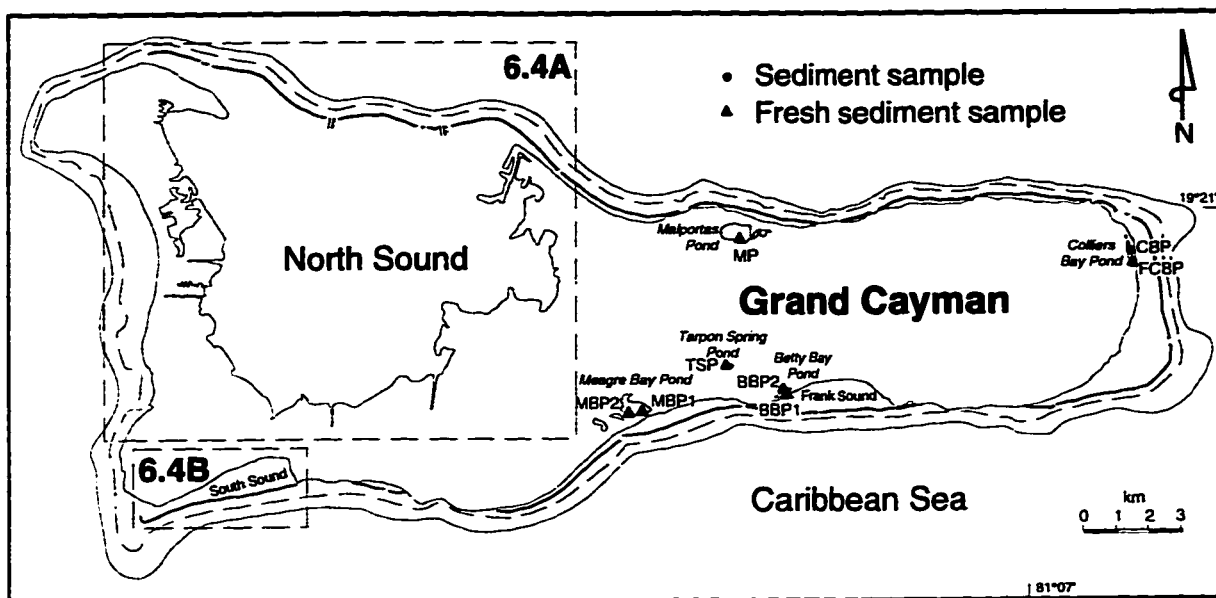 6.4A
• Sediment sample
▲ Fresh sediment sample
N
19°21'
North Sound
Malportas
Pond
MP
Colliers
Bay Pond
CBP
FCBP
Grand Cayman
Tarpon Spring
Pond
TSP
Betty Bay
Pond
BBP2
Frank Sound
BBP1
Meagre Bay Pond
MBP2
MBP1
6.4B
South Sound
Caribbean Sea
km
0 1 2 3
81°07'